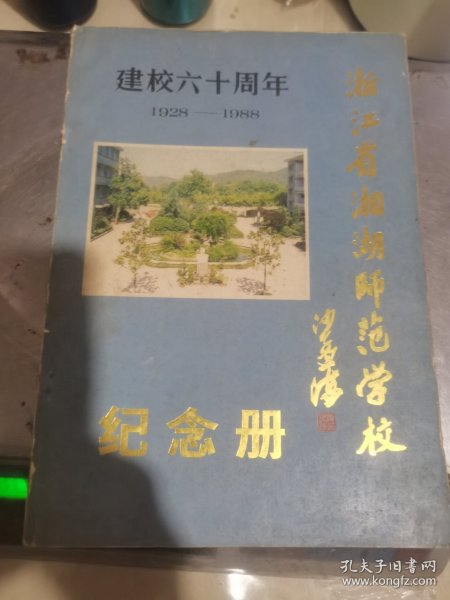 建校六十周年
1928—1988
浙江省湘湖师范学校
沙孟海
纪念册
孔夫子旧书网
www.kongfz.com